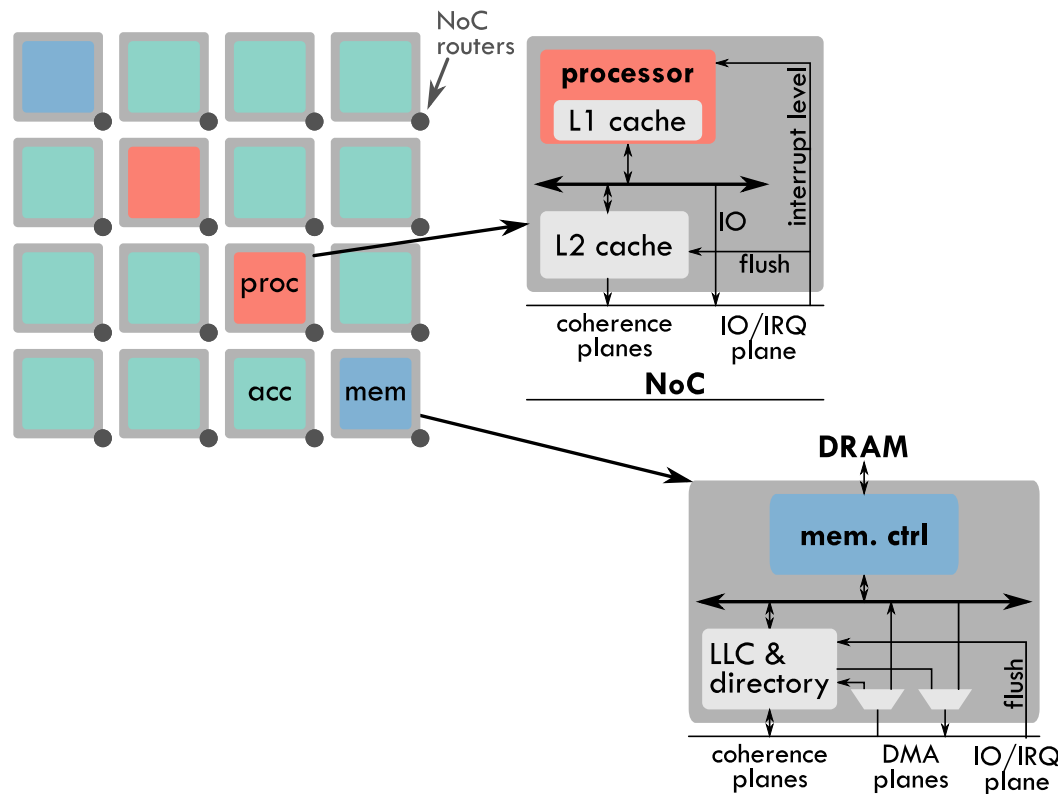 NoC
routers
proc
acc
mem
processor
L1 cache
interrupt level
IO
L2 cache
flush
coherence
planes
IO/IRQ
plane
NoC
DRAM
mem. ctrl
LLC &
directory
flush
coherence
planes
DMA
planes
IO/IRQ
plane